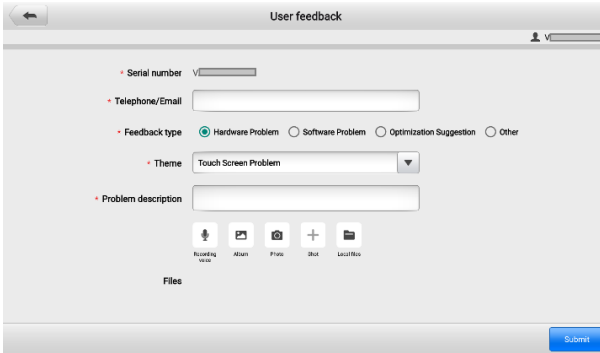 User feedback
V
* Serial number V
* Telephone/Email
* Feedback type Hardware Problem Software Problem Optimization Suggestion Other
* Theme Touch Screen Problem
* Problem description
Recording voice Album Photo Shot Local files
Files
Submit